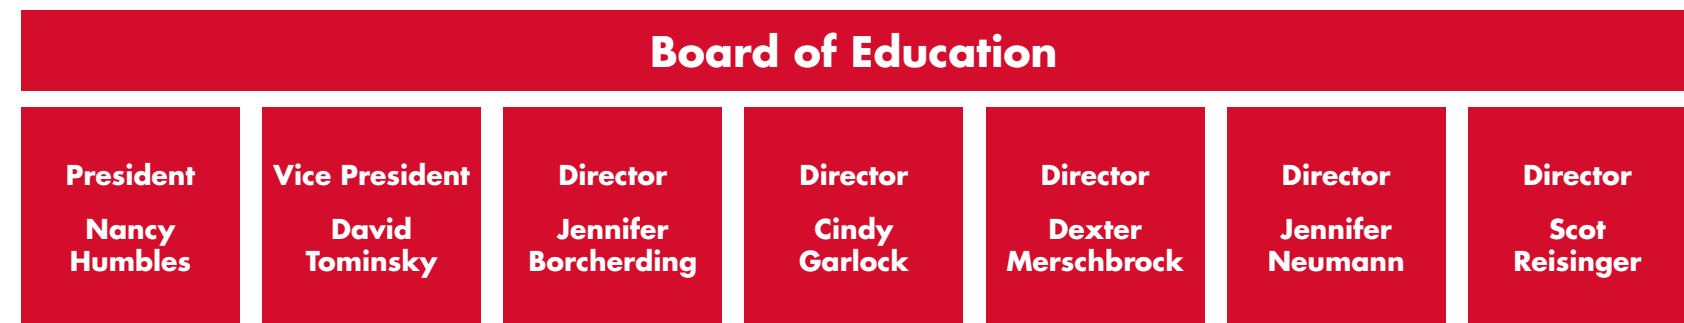 Board of Education
President
Nancy
Humbles
Vice President
David
Tominsky
Director
Jennifer
Borcherding
Director
Cindy
Garlock
Director
Dexter
Merschbrock
Director
Jennifer
Neumann
Director
Scot
Reisinger